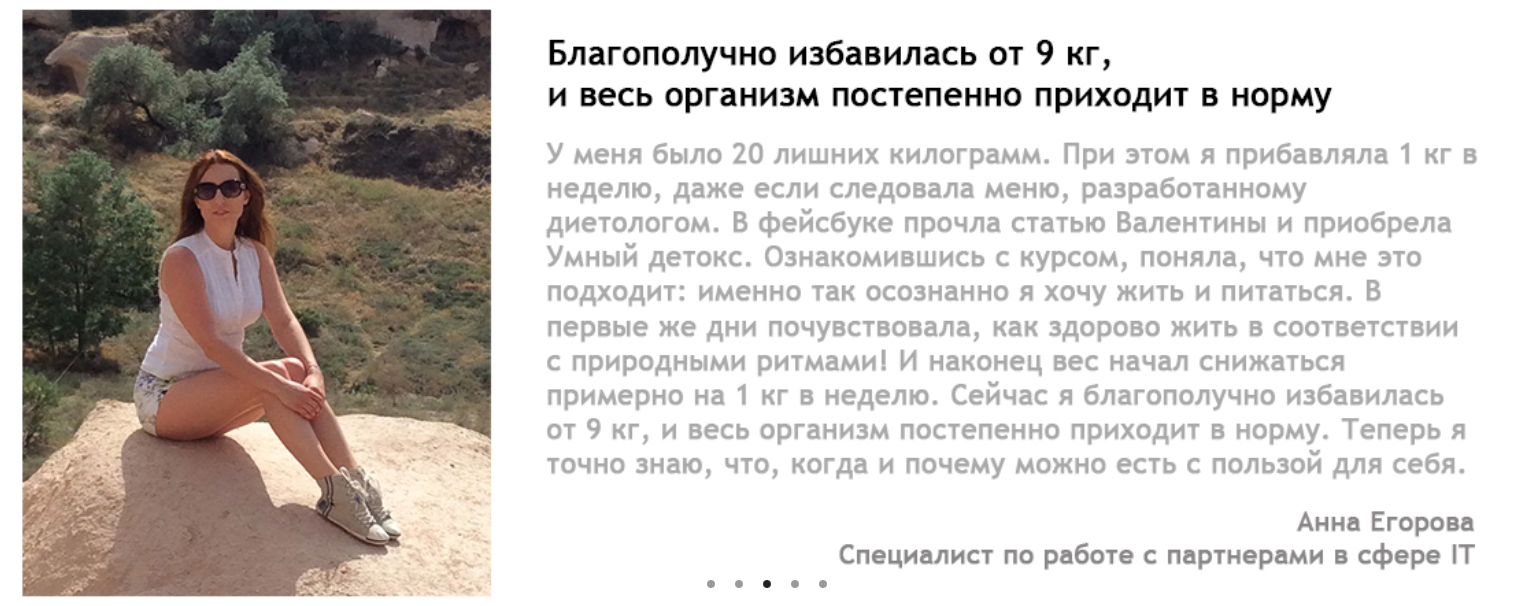 Благополучно избавилась от 9 кг,
и весь организм постепенно приходит в норму
У меня было 20 лишних килограмм. При этом я прибавляла 1 кг в
неделю, даже если следовала меню, разработанному
диетологом. В фейсбуке прочла статью Валентины и приобрела
Умный детокс. Ознакомившись с курсом, поняла, что мне это
подходит: именно так осознанно я хочу жить и питаться. В
первые же дни почувствовала, как здорово жить в соответствии
с природными ритмами! И наконец вес начал снижаться
примерно на 1 кг в неделю. Сейчас я благополучно избавилась
от 9 кг, и весь организм постепенно приходит в норму. Теперь я
точно знаю, что, когда и почему можно есть с пользой для себя.
Анна Егорова
Специалист по работе с партнерами в сфере IT